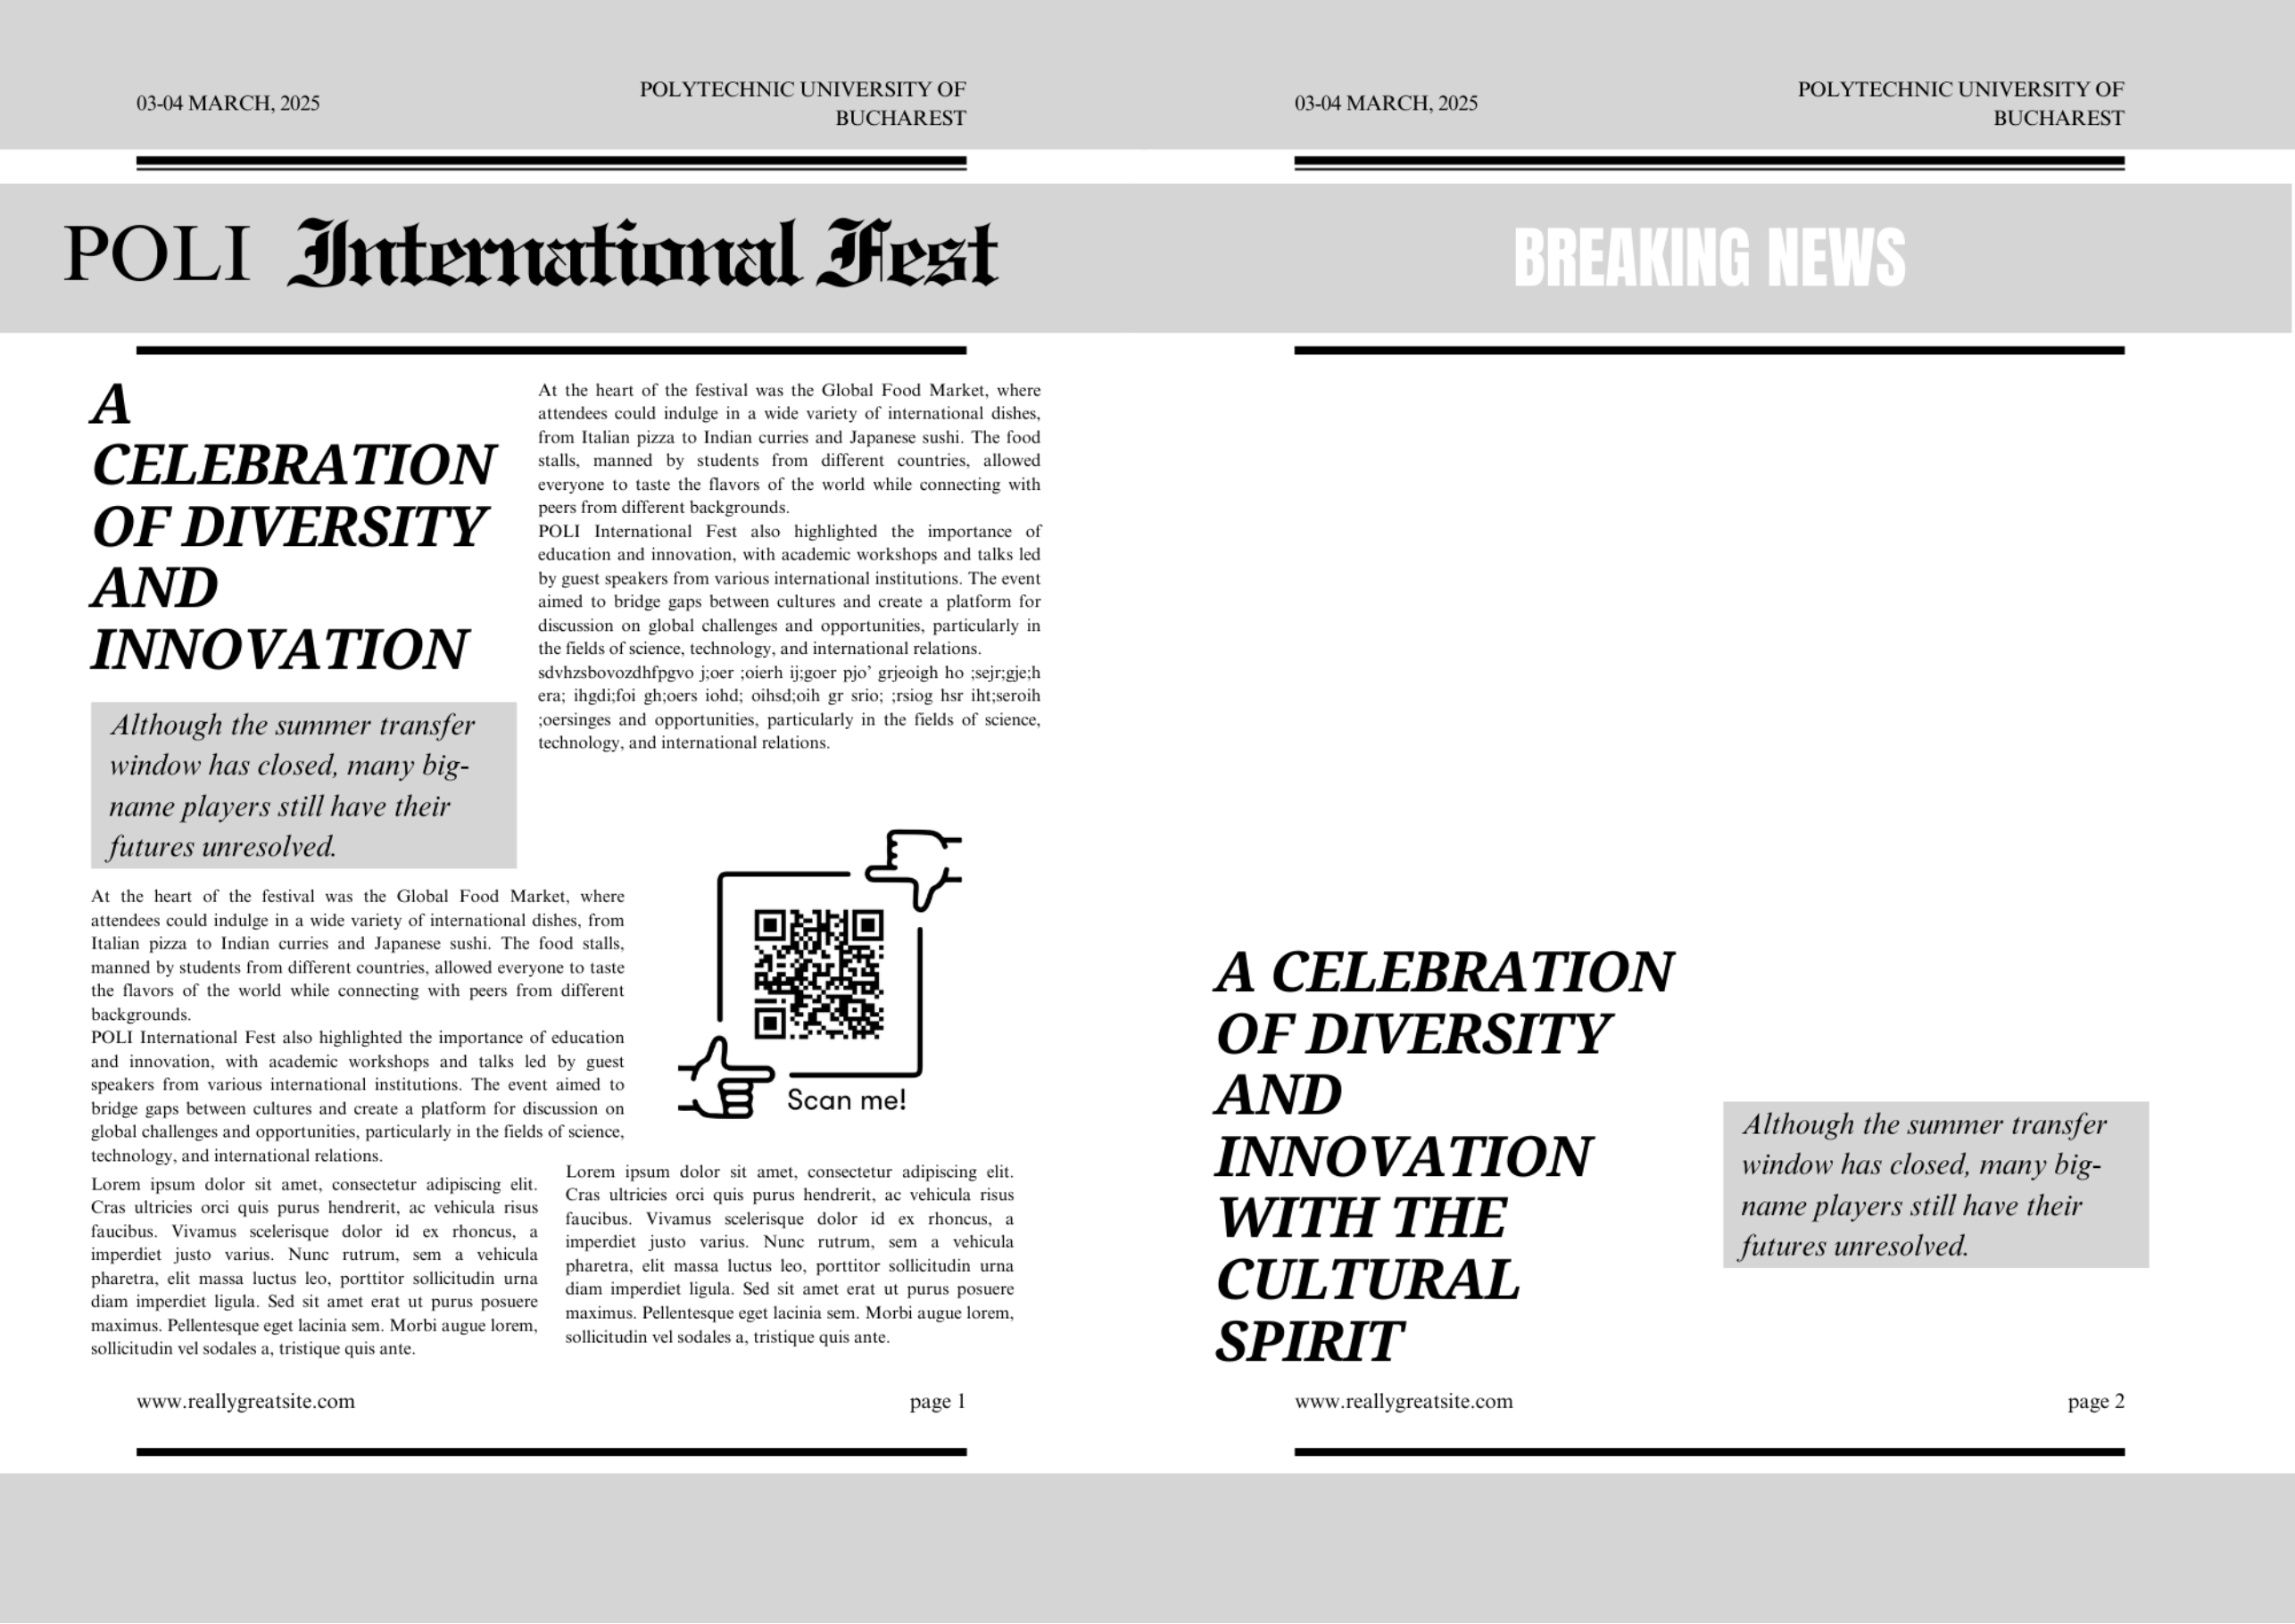 03-04 MARCH, 2025
POLYTECHNIC UNIVERSITY OF
BUCHAREST
POLI International Fest
A
CELEBRATION
OF DIVERSITY
AND
INNOVATION
Although the summer transfer
window has closed, many big-
name players still have their
futures unresolved.
At the heart of the festival was the Global Food Market, where
attendees could indulge in a wide variety of international dishes,
from Italian pizza to Indian curries and Japanese sushi. The food
stalls, manned by students from different countries, allowed
everyone to taste the flavors of the world while connecting with
peers from different backgrounds.
POLI International Fest also highlighted the importance of
education and innovation, with academic workshops and talks led
by guest speakers from various international institutions. The event
aimed to bridge gaps between cultures and create a platform for
discussion on global challenges and opportunities, particularly in
the fields of science, technology, and international relations.
sdvhzsbovozdhfpgvo j;oer ;oierh ij;goer pjo’ grjeoigh ho ;sejr;gje;h
era; ihgdi;foi gh;oers iohd; oihsd;oih gr srio; ;rsiog hsr iht;seroih
;oersinges and opportunities, particularly in the fields of science,
technology, and international relations.
At the heart of the festival was the Global Food Market, where
attendees could indulge in a wide variety of international dishes, from
Italian pizza to Indian curries and Japanese sushi. The food stalls,
manned by students from different countries, allowed everyone to taste
the flavors of the world while connecting with peers from different
backgrounds.
POLI International Fest also highlighted the importance of education
and innovation, with academic workshops and talks led by guest
speakers from various international institutions. The event aimed to
bridge gaps between cultures and create a platform for discussion on
global challenges and opportunities, particularly in the fields of science,
technology, and international relations.
Scan me!
Lorem ipsum dolor sit amet, consectetur adipiscing elit.
Cras ultricies orci quis purus hendrerit, ac vehicula risus
faucibus. Vivamus scelerisque dolor id ex rhoncus, a
imperdiet justo varius. Nunc rutrum, sem a vehicula
pharetra, elit massa luctus leo, porttitor sollicitudin urna
diam imperdiet ligula. Sed sit amet erat ut purus posuere
maximus. Pellentesque eget lacinia sem. Morbi augue lorem,
sollicitudin vel sodales a, tristique quis ante.
Lorem ipsum dolor sit amet, consectetur adipiscing elit.
Cras ultricies orci quis purus hendrerit, ac vehicula risus
faucibus. Vivamus scelerisque dolor id ex rhoncus, a
imperdiet justo varius. Nunc rutrum, sem a vehicula
pharetra, elit massa luctus leo, porttitor sollicitudin urna
diam imperdiet ligula. Sed sit amet erat ut purus posuere
maximus. Pellentesque eget lacinia sem. Morbi augue lorem,
sollicitudin vel sodales a, tristique quis ante.
www.reallygreatsite.com
page 1
03-04 MARCH, 2025
POLYTECHNIC UNIVERSITY OF
BUCHAREST
BREAKING NEWS
A CELEBRATION
OF DIVERSITY
AND
INNOVATION
WITH THE
CULTURAL
SPIRIT
Although the summer transfer
window has closed, many big-
name players still have their
futures unresolved.
www.reallygreatsite.com
page 2